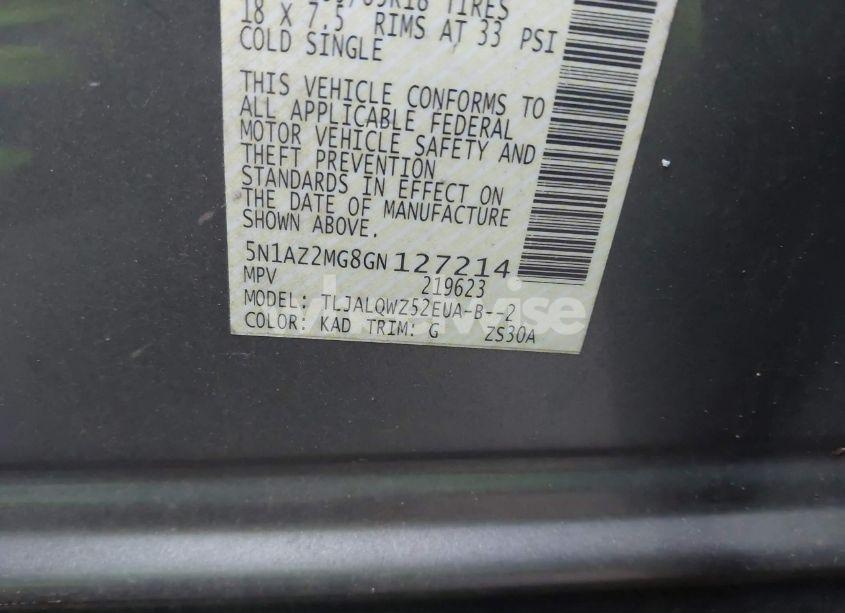 18 X 7.5 RIMS AT 33 PSI
COLD SINGLE
THIS VEHICLE CONFORMS TO
ALL APPLICABLE FEDERAL
MOTOR VEHICLE SAFETY AND
THEFT PREVENTION
STANDARDS IN EFFECT ON
THE DATE OF MANUFACTURE
SHOWN ABOVE.
5N1AZ2MG8GN127214
MPV 219623
MODEL: TLJALQWZ52EUA-B--2
COLOR: KAD TRIM: G ZS30A